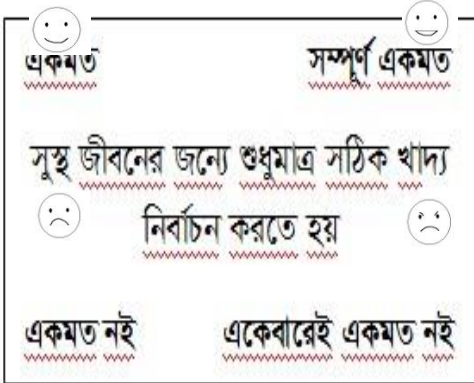 একমত সম্পূর্ণ একমত
সুস্থ জীবনের জন্যে শুধুমাত্র সঠিক খাদ্য
নির্বাচন করতে হয়
একমত নই একেবারেই একমত নই